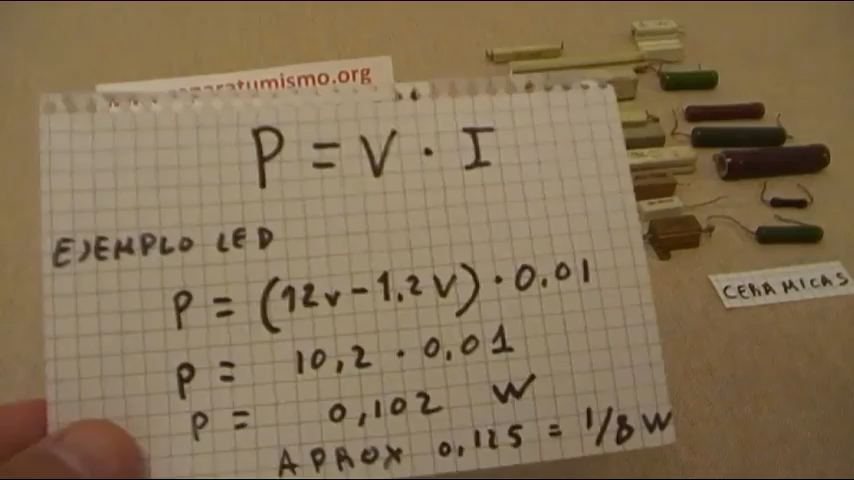 aratumismo.org
P = V · I
EJEMPLO LED
P = (12v-1,2V) · 0.01
P = 10,2 · 0,01
P = 0,102 W
APROX 0,125 = 1/8 W
CERAMICAS